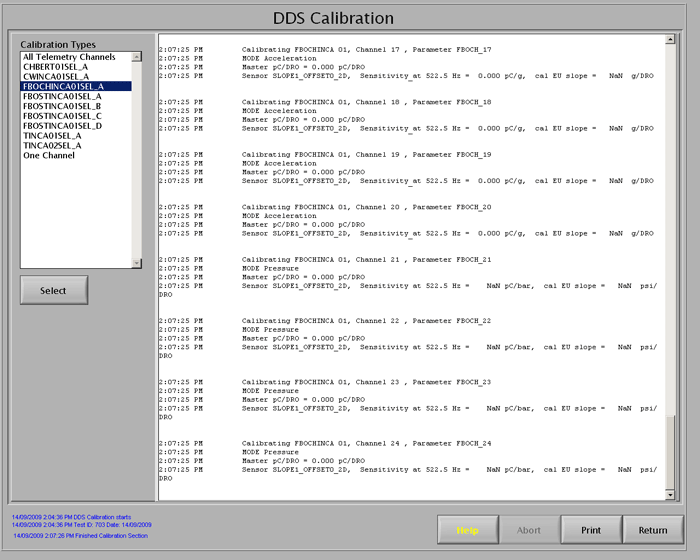 DDS Calibration
Calibration Types
All Telemetry Channels
CHBERT01SEL_A
CWINCA01SEL_A
FBOCHINCA01SEL_A
FBOSTINCA01SEL_A
FBOSTINCA01SEL_B
FBOSTINCA01SEL_C
FBOSTINCA01SEL_D
TINCA01SEL_A
TINCA02SEL_A
One Channel
Select
2:07:25 PM Calibrating FBOCHINCA 01, Channel 17 , Parameter FBOCH_17
2:07:25 PM MODE Acceleration
2:07:25 PM Master pC/DRO = 0.000 pC/DRO
2:07:25 PM Sensor SLOPE1_OFFSET0_2D, Sensitivity at 522.5 Hz = 0.000 pC/g, cal EU slope = NaN g/DRO
2:07:25 PM Calibrating FBOCHINCA 01, Channel 18 , Parameter FBOCH_18
2:07:25 PM MODE Acceleration
2:07:25 PM Master pC/DRO = 0.000 pC/DRO
2:07:25 PM Sensor SLOPE1_OFFSET0_2D, Sensitivity at 522.5 Hz = 0.000 pC/g, cal EU slope = NaN g/DRO
2:07:25 PM Calibrating FBOCHINCA 01, Channel 19 , Parameter FBOCH_19
2:07:25 PM MODE Acceleration
2:07:25 PM Master pC/DRO = 0.000 pC/DRO
2:07:25 PM Sensor SLOPE1_OFFSET0_2D, Sensitivity at 522.5 Hz = 0.000 pC/g, cal EU slope = NaN g/DRO
2:07:25 PM Calibrating FBOCHINCA 01, Channel 20 , Parameter FBOCH_20
2:07:25 PM MODE Acceleration
2:07:25 PM Master pC/DRO = 0.000 pC/DRO
2:07:25 PM Sensor SLOPE1_OFFSET0_2D, Sensitivity at 522.5 Hz = 0.000 pC/g, cal EU slope = NaN g/DRO
2:07:25 PM Calibrating FBOCHINCA 01, Channel 21 , Parameter FBOCH_21
2:07:25 PM MODE Pressure
2:07:25 PM Master pC/DRO = 0.000 pC/DRO
2:07:25 PM Sensor SLOPE1_OFFSET0_2D, Sensitivity at 522.5 Hz = NaN pC/bar, cal EU slope = NaN psi/
DRO
2:07:25 PM Calibrating FBOCHINCA 01, Channel 22 , Parameter FBOCH_22
2:07:25 PM MODE Pressure
2:07:25 PM Master pC/DRO = 0.000 pC/DRO
2:07:25 PM Sensor SLOPE1_OFFSET0_2D, Sensitivity at 522.5 Hz = NaN pC/bar, cal EU slope = NaN psi/
DRO
2:07:25 PM Calibrating FBOCHINCA 01, Channel 23 , Parameter FBOCH_23
2:07:25 PM MODE Pressure
2:07:25 PM Master pC/DRO = 0.000 pC/DRO
2:07:25 PM Sensor SLOPE1_OFFSET0_2D, Sensitivity at 522.5 Hz = NaN pC/bar, cal EU slope = NaN psi/
DRO
2:07:25 PM Calibrating FBOCHINCA 01, Channel 24 , Parameter FBOCH_24
2:07:25 PM MODE Pressure
2:07:25 PM Master pC/DRO = 0.000 pC/DRO
2:07:25 PM Sensor SLOPE1_OFFSET0_2D, Sensitivity at 522.5 Hz = NaN pC/bar, cal EU slope = NaN psi/
DRO
14/09/2009 2:04:36 PM DDS Calibration starts
14/09/2009 2:04:36 PM Test ID: 703 Date: 14/09/2009
14/09/2009 2:07:26 PM Finished Calibration Section
Help
Abort
Print
Return